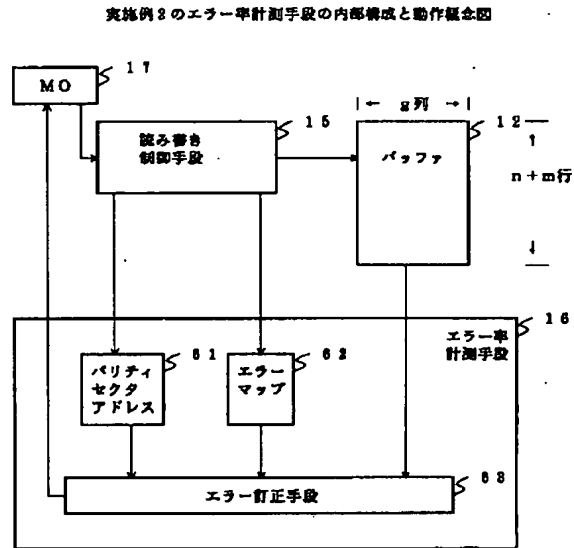 実施例2のエラー率計測手段の内部構成と動作概念図
17
MO
g列
15
12
読み書き
制御手段
バッファ
n+m行
16
エラー率
計測手段
61
62
パリティ
セクタ
アドレス
エラー
マップ
63
エラー訂正手段